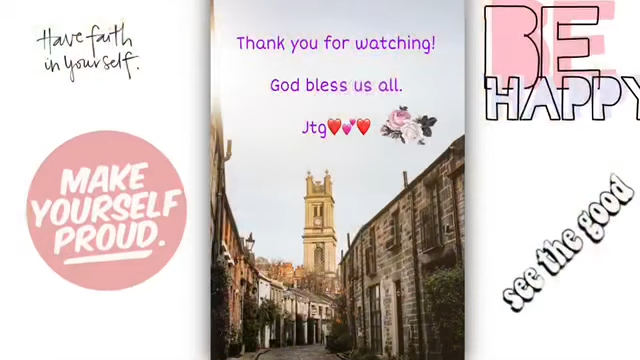 Have faith
in yourself.
MAKE
YOURSELF
PROUD.
Thank you for watching!
God bless us all.
Jtg❤️💕❤️
BE
HAPPY
see the good